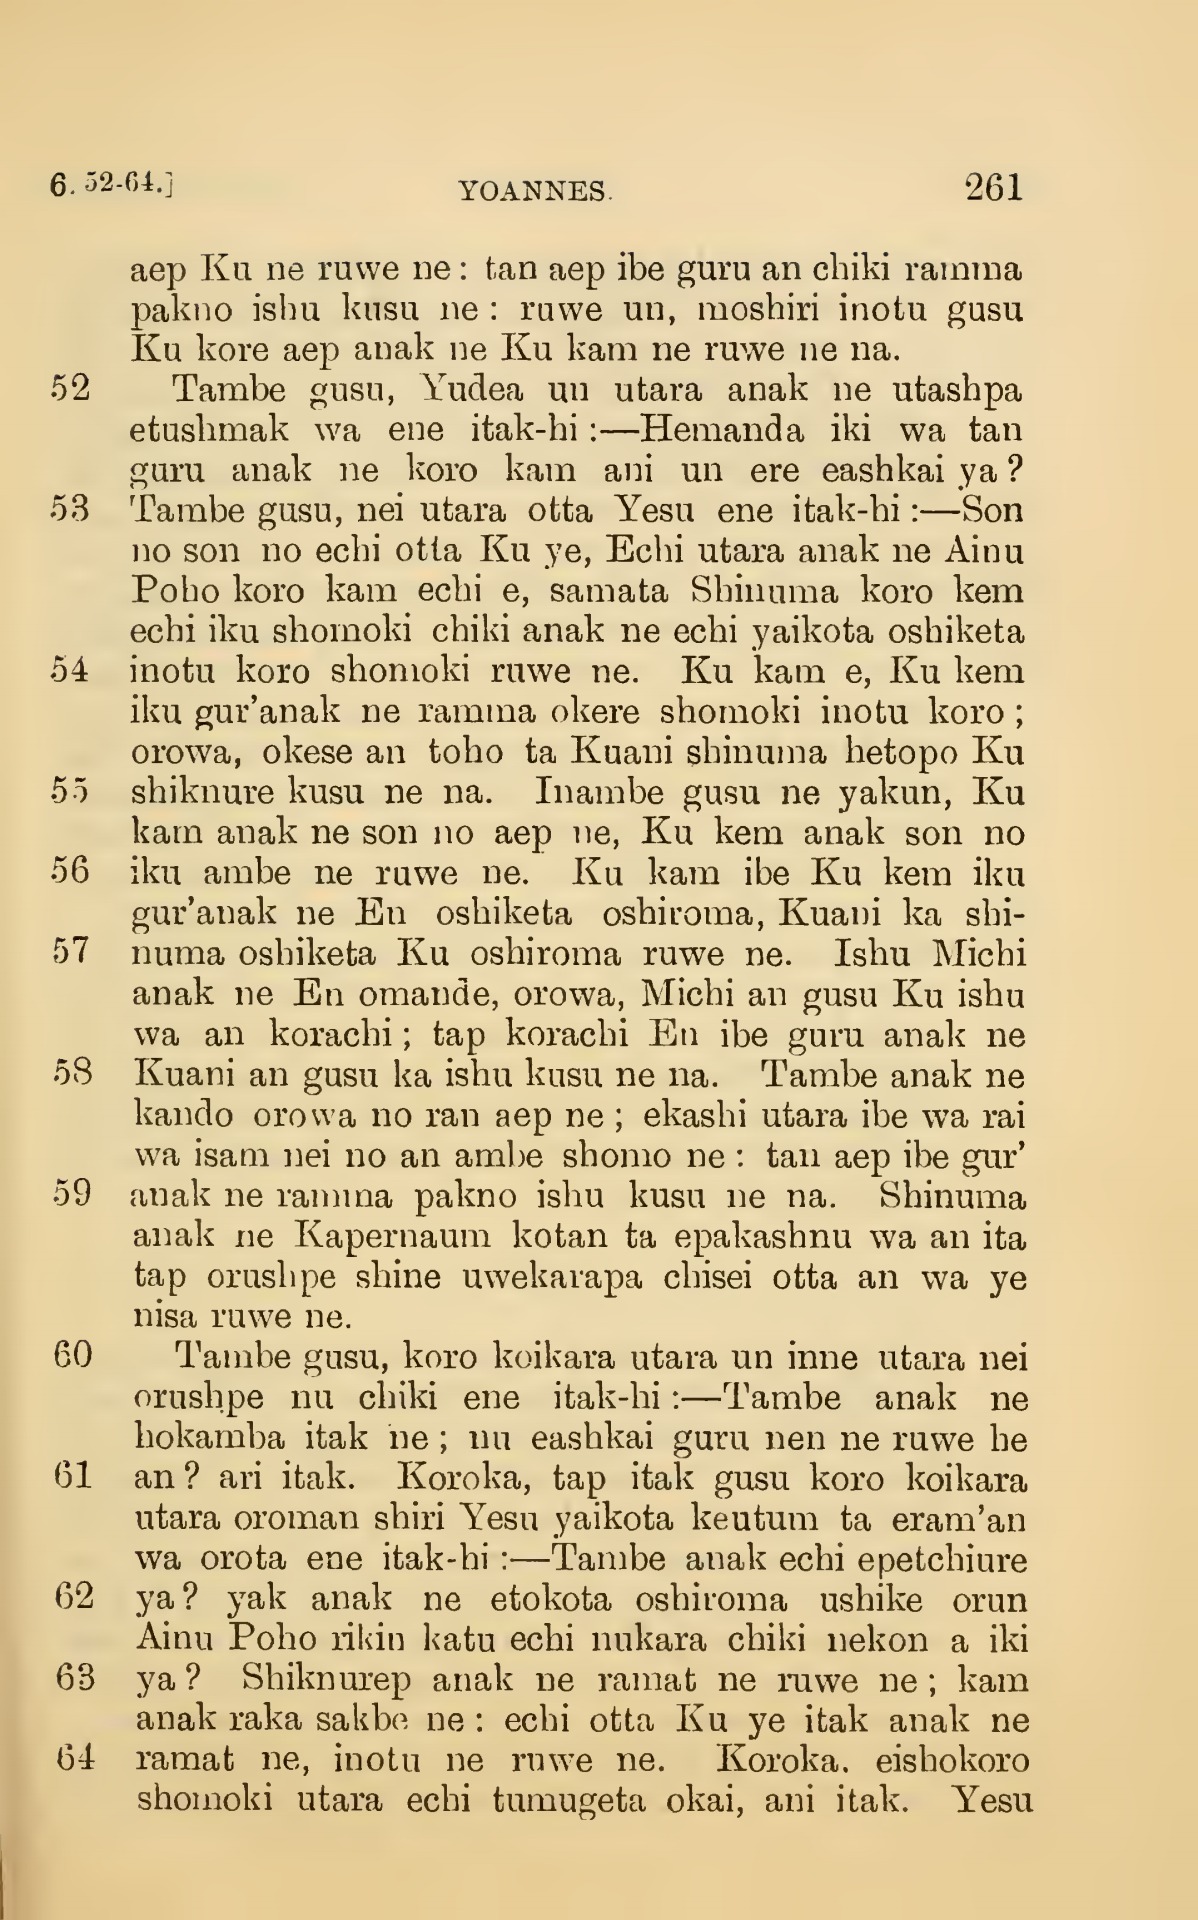 6. 52-64.] YOANNES. 261
aep Ku ne ruwe ne : tan aep ibe guru an chiki ramma
pakno ishu kusu ne : ruwe un, moshiri inotu gusu
Ku kore aep anak ne Ku kam ne ruwe ne na.
52 Tambe gusu, Yudea un utara anak ne utashpa
etushmak wa ene itak-hi :—Hemanda iki wa tan
guru anak ne koro kam ani un ere eashkai ya ?
53 Tambe gusu, nei utara otta Yesu ene itak-hi :—Son
no son no echi otta Ku ye, Echi utara anak ne Ainu
Poho koro kam echi e, samata Shinuma koro kem
echi iku shomoki chiki anak ne echi yaikota oshiketa
54 inotu koro shomoki ruwe ne. Ku kam e, Ku kem
iku gur'anak ne ramma okere shomoki inotu koro ;
orowa, okese an toho ta Kuani shinuma hetopo Ku
55 shiknure kusu ne na. Inambe gusu ne yakun, Ku
kam anak ne son no aep ne, Ku kem anak son no
56 iku ambe ne ruwe ne. Ku kam ibe Ku kem iku
gur'anak ne En oshiketa oshiroma, Kuani ka shi-
57 numa oshiketa Ku oshiroma ruwe ne. Ishu Michi
anak ne En omande, orowa, Michi an gusu Ku ishu
wa an korachi ; tap korachi En ibe guru anak ne
58 Kuani an gusu ka ishu kusu ne na. Tambe anak ne
kando orowa no ran aep ne ; ekashi utara ibe wa rai
wa isam nei no an ambe shomo ne : tan aep ibe gur'
59 anak ne ramma pakno ishu kusu ne na. Shinuma
anak ne Kapernaum kotan ta epakashnu wa an ita
tap orushpe shine uwekarapa chisei otta an wa ye
nisa ruwe ne.
60 Tambe gusu, koro koikara utara un inne utara nei
orushpe nu chiki ene itak-hi :—Tambe anak ne
hokamba itak ne ; nu eashkai guru nen ne ruwe he
61 an ? ari itak. Koroka, tap itak gusu koro koikara
utara oroman shiri Yesu yaikota keutum ta eram'an
wa orota ene itak-hi :—Tambe anak echi epetchiure
62 ya ? yak anak ne etokota oshiroma ushike orun
Ainu Poho rikin katu echi nukara chiki nekon a iki
63 ya ? Shiknurep anak ne ramat ne ruwe ne ; kam
anak raka sakbe ne : echi otta Ku ye itak anak ne
64 ramat ne, inotu ne ruwe ne. Koroka, eishokoro
shomoki utara echi tumugeta okai, ani itak. Yesu